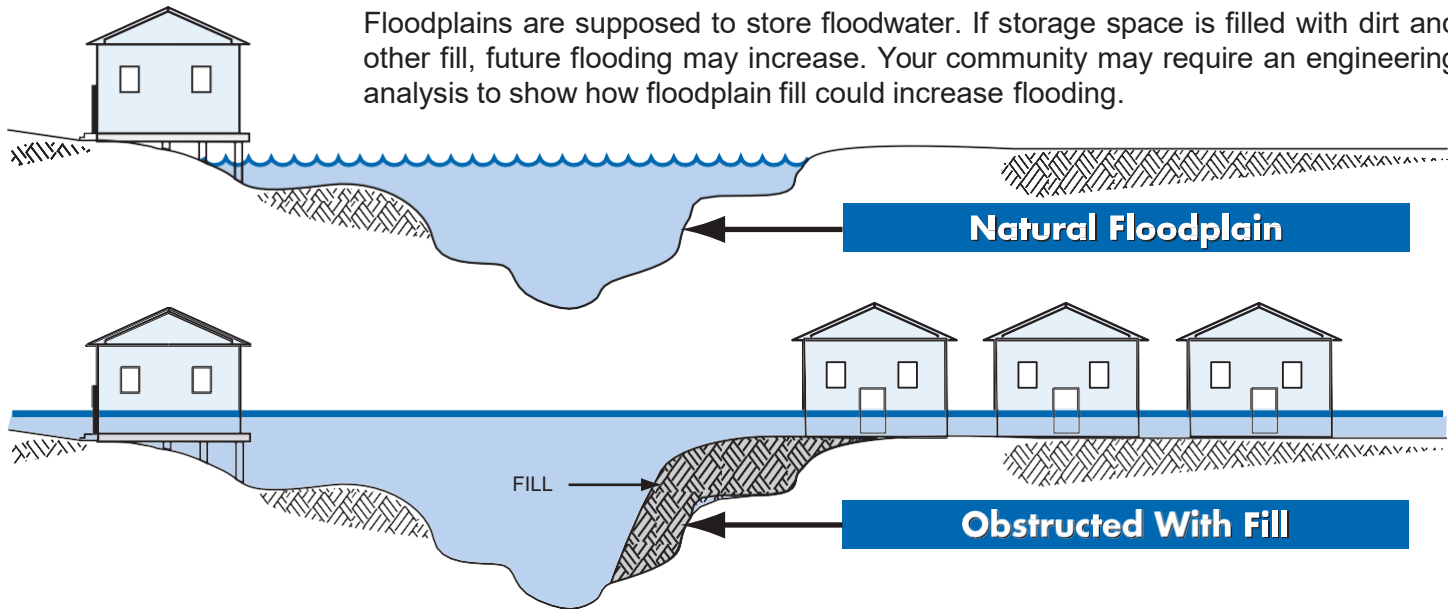 Floodplains are supposed to store floodwater. If storage space is filled with dirt and
other fill, future flooding may increase. Your community may require an engineering
analysis to show how floodplain fill could increase flooding.
Natural Floodplain
FILL
Obstructed With Fill